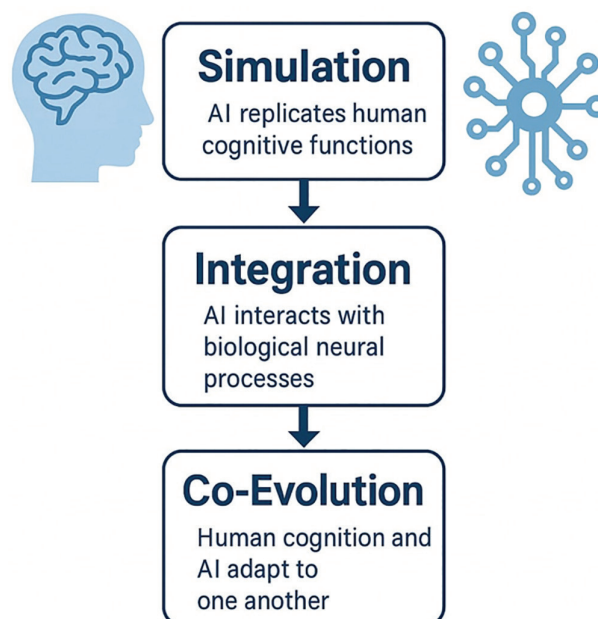 Simulation
AI replicates human
cognitive functions
Integration
AI interacts with
biological neural
processes
Co-Evolution
Human cognition and
AI adapt to
one another